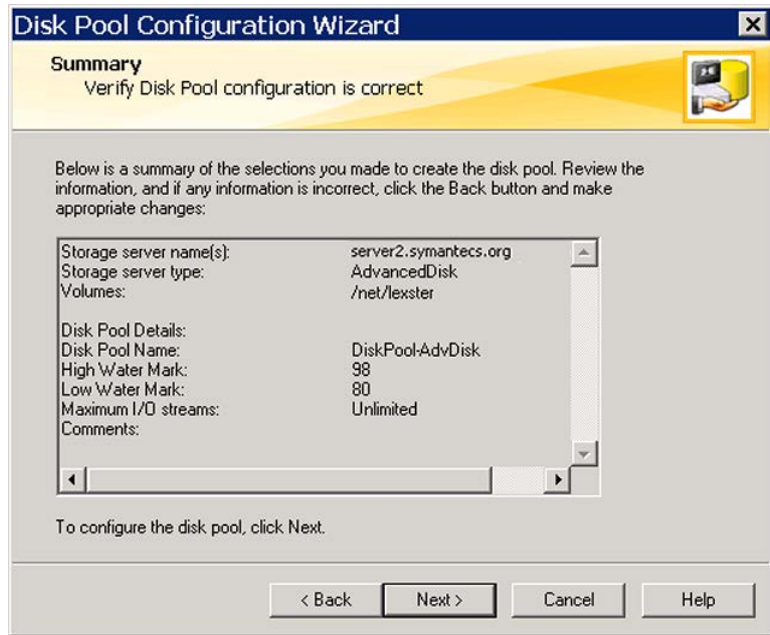 Disk Pool Configuration Wizard
Summary
Verify Disk Pool configuration is correct
Below is a summary of the selections you made to create the disk pool. Review the
information, and if any information is incorrect, click the Back button and make
appropriate changes:
Storage server name(s): server2.symantecs.org
Storage server type: AdvancedDisk
Volumes: /net/lexster
Disk Pool Details:
Disk Pool Name: DiskPool-AdvDisk
High Water Mark: 98
Low Water Mark: 80
Maximum I/O streams: Unlimited
Comments:
To configure the disk pool, click Next.
< Back Next > Cancel Help